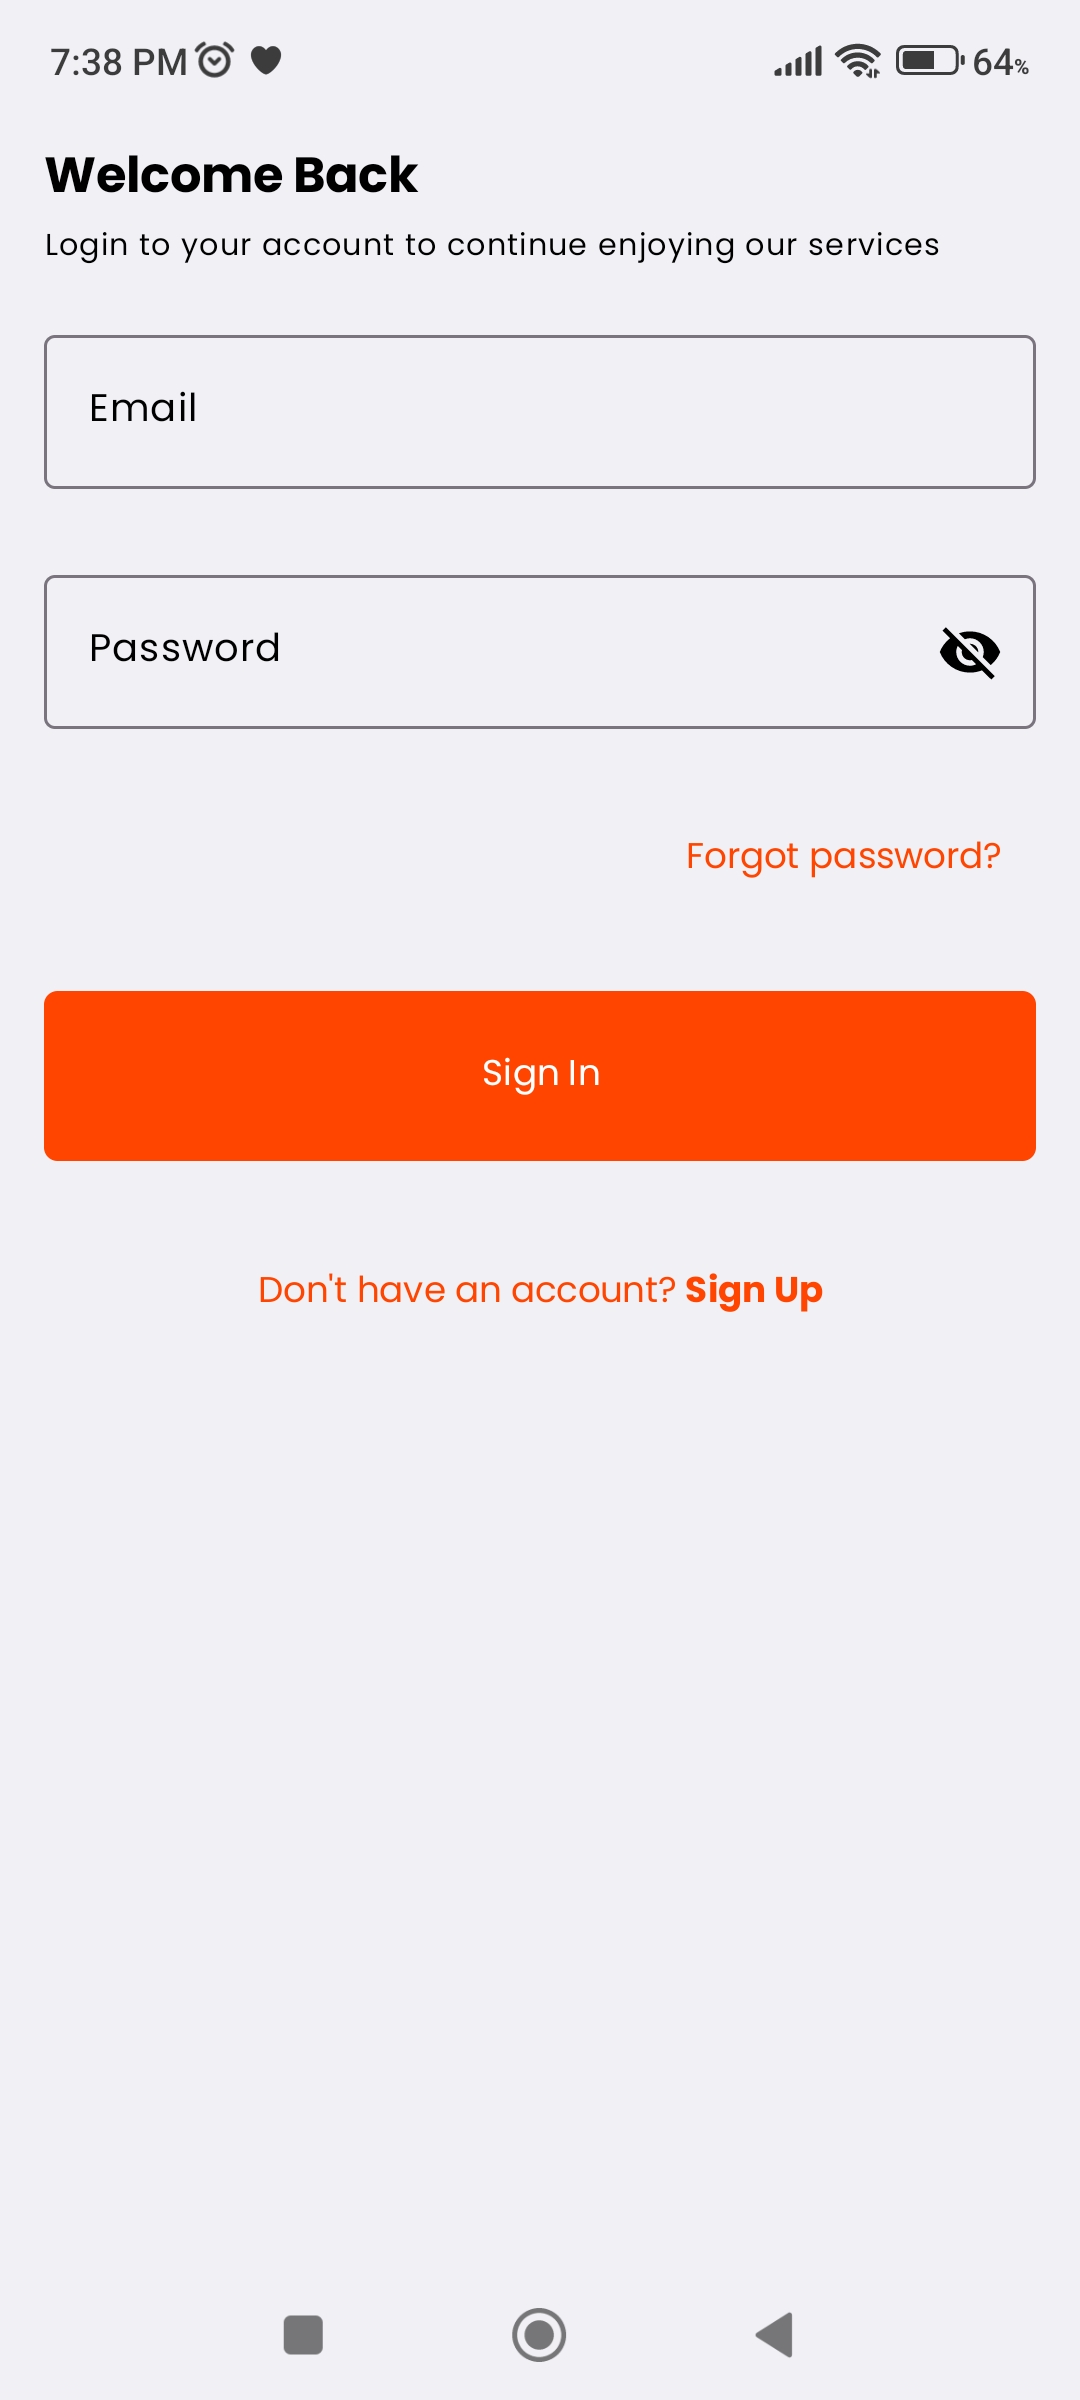 7:38 PM 64%
Welcome Back
Login to your account to continue enjoying our services
Email
Password
Forgot password?
Sign In
Don't have an account? Sign Up